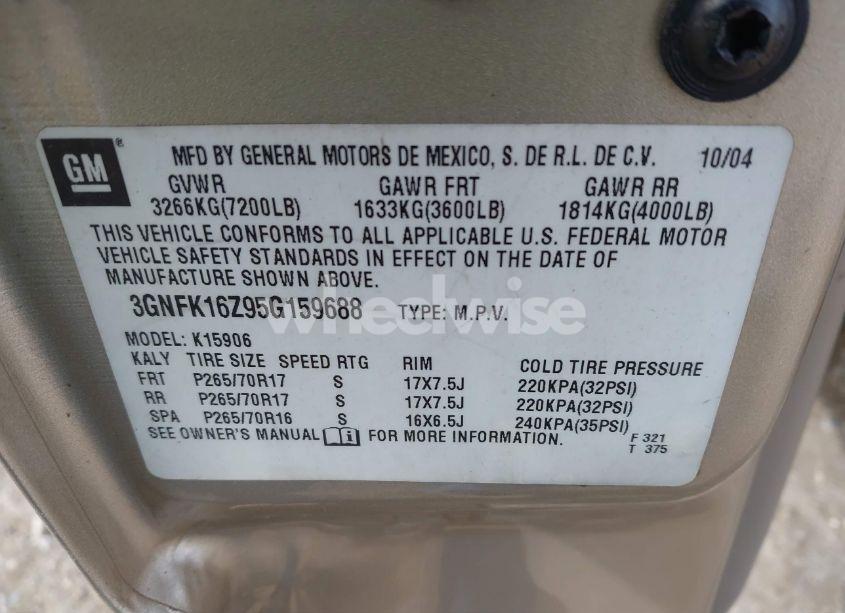 GM ®
MFD BY GENERAL MOTORS DE MEXICO, S. DE R.L. DE C.V. 10/04
GVWR GAWR FRT GAWR RR
3266KG(7200LB) 1633KG(3600LB) 1814KG(4000LB)
THIS VEHICLE CONFORMS TO ALL APPLICABLE U.S. FEDERAL MOTOR
VEHICLE SAFETY STANDARDS IN EFFECT ON THE DATE OF
MANUFACTURE SHOWN ABOVE.
3GNFK16Z95G159688 TYPE: M.P.V.
wheelwise
MODEL: K15906
KALY TIRE SIZE SPEED RTG RIM COLD TIRE PRESSURE
FRT P265/70R17 S 17X7.5J 220KPA(32PSI)
RR P265/70R17 S 17X7.5J 220KPA(32PSI)
SPA P265/70R16 S 16X6.5J 240KPA(35PSI)
SEE OWNER'S MANUAL FOR MORE INFORMATION. F 321
T 375